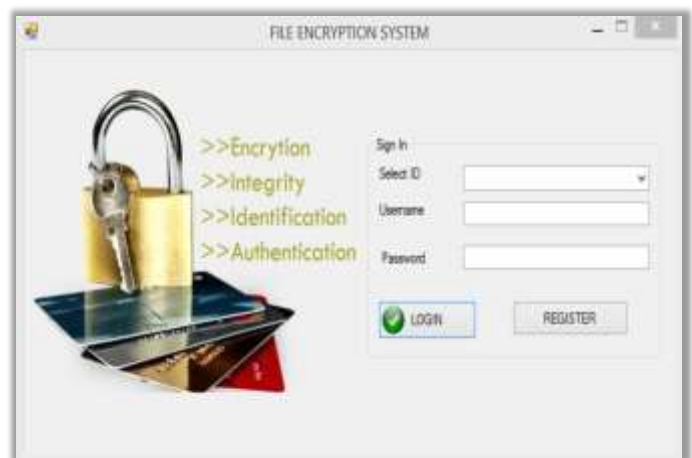 FILE ENCRYPTION SYSTEM
>>Encrytion
>>Integrity
>>Identification
>>Authentication
Sign In
Select ID
Username
Password
LOGIN
REGISTER